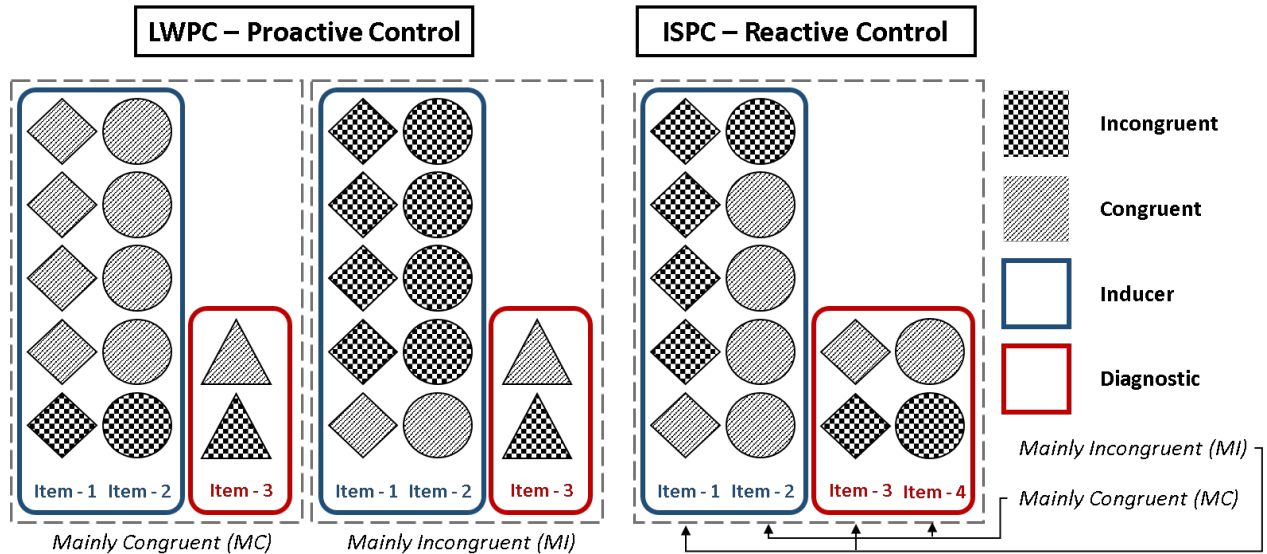 LWPC – Proactive Control
ISPC – Reactive Control
Item - 1 Item - 2 Item - 3
Item - 1 Item - 2 Item - 3
Item - 1 Item - 2 Item - 3 Item - 4
Mainly Congruent (MC)
Mainly Incongruent (MI)
Incongruent
Congruent
Inducer
Diagnostic
Mainly Incongruent (MI)
Mainly Congruent (MC)